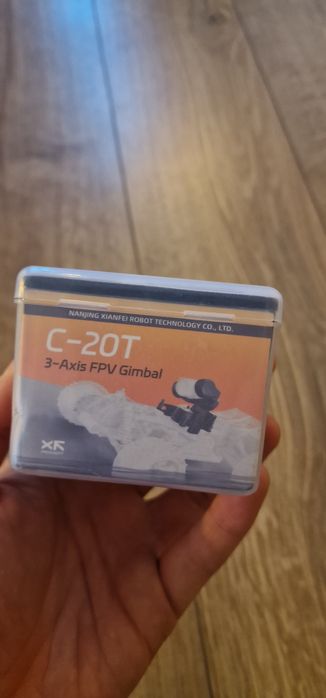 NANJING XIANFEI ROBOT TECHNOLOGY CO., LTD.
C-20T
3-Axis FPV Gimbal